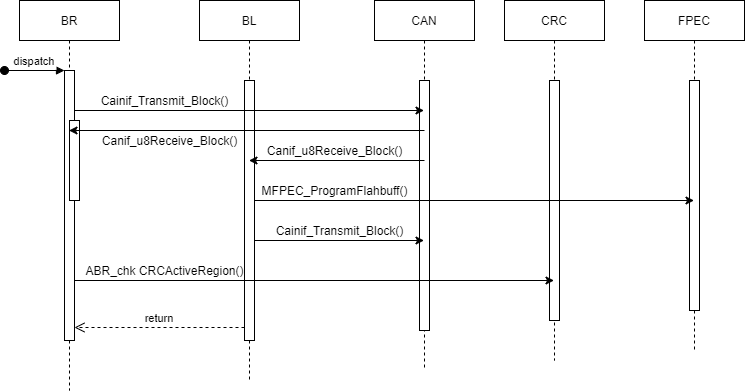 BR
BL
CAN
CRC
FPEC
dispatch
Cainif_Transmit_Block()
Canif_u8Receive_Block()
Canif_u8Receive_Block()
MFPEC_ProgramFlahbuff()
Cainif_Transmit_Block()
ABR_chk CRCActiveRegion()
return